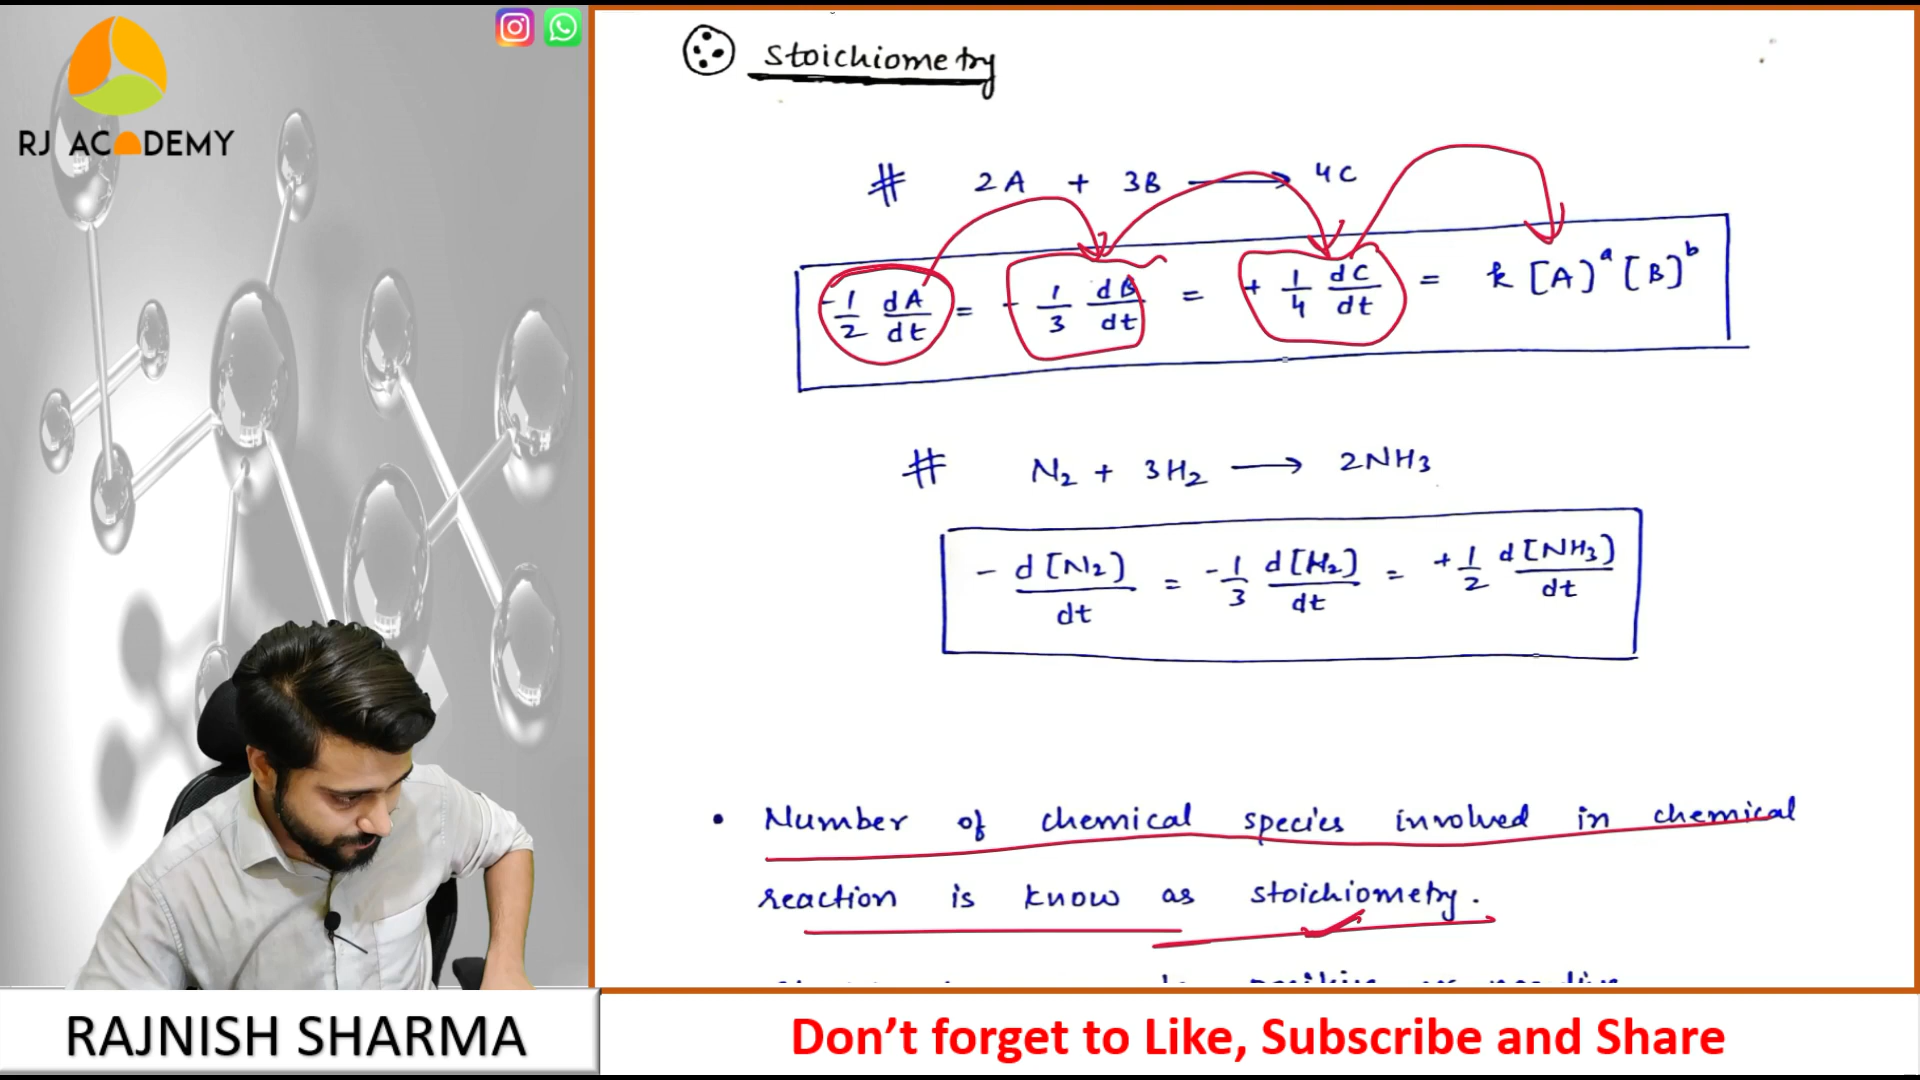 RJ ACADEMY
Stoichiometry
# 2A + 3B ⟶ 4C
-1/2 dA/dt = - 1/3 dB/dt = + 1/4 dC/dt = k [A]^a [B]^b
# N₂ + 3H₂ ⟶ 2NH₃
- d[N₂]/dt = -1/3 d[H₂]/dt = +1/2 d[NH₃]/dt
• Number of chemical species involved in chemical
reaction is know as stoichiometry.
RAJNISH SHARMA
Don't forget to Like, Subscribe and Share